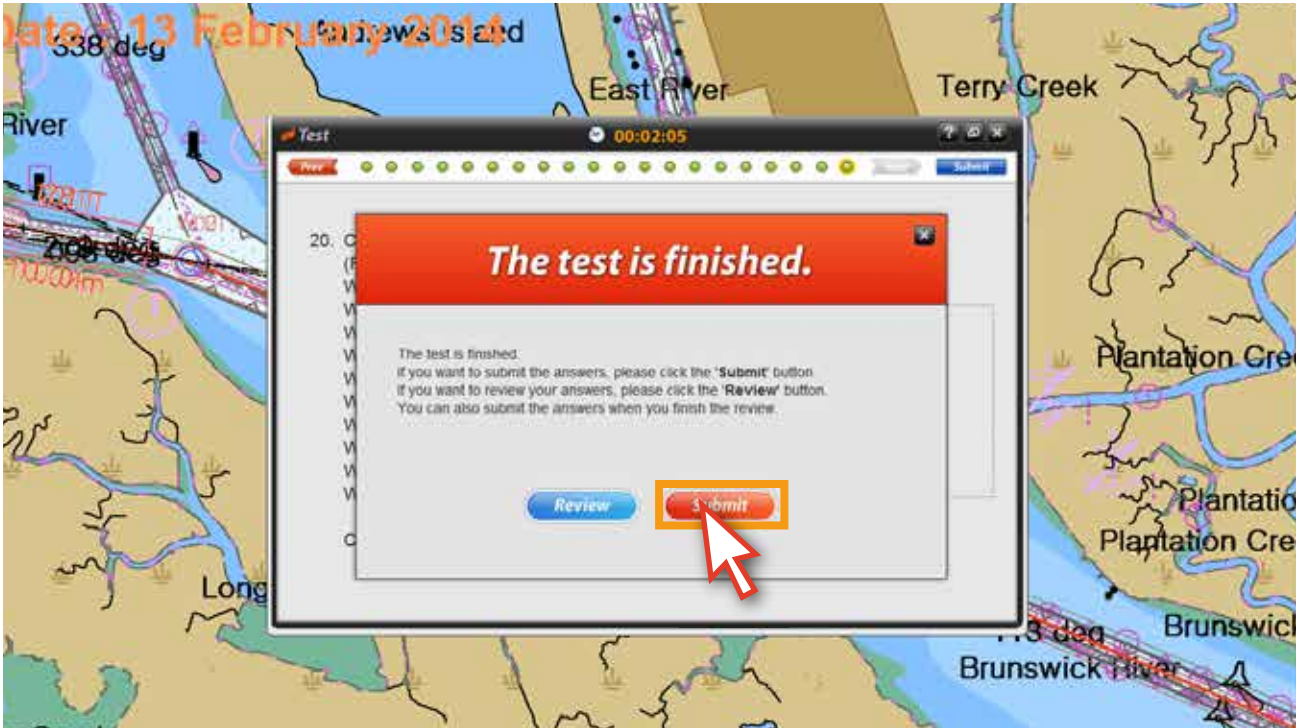 Date : 13 February 2014
338 deg
Andrews Island
East River
Terry Creek
River
Test
00:02:05
?
Prev
Submit
20. C
The test is finished.
(F
W
W
W
W
W
W
W
W
W
W
The test is finished.
If you want to submit the answers, please click the 'Submit' button.
If you want to review your answers, please click the 'Review' button.
You can also submit the answers when you finish the review.
Review
Submit
C
Plantation Cre
Plantatio
Plantation Cre
Long
113 deg
Brunswick
Brunswick River